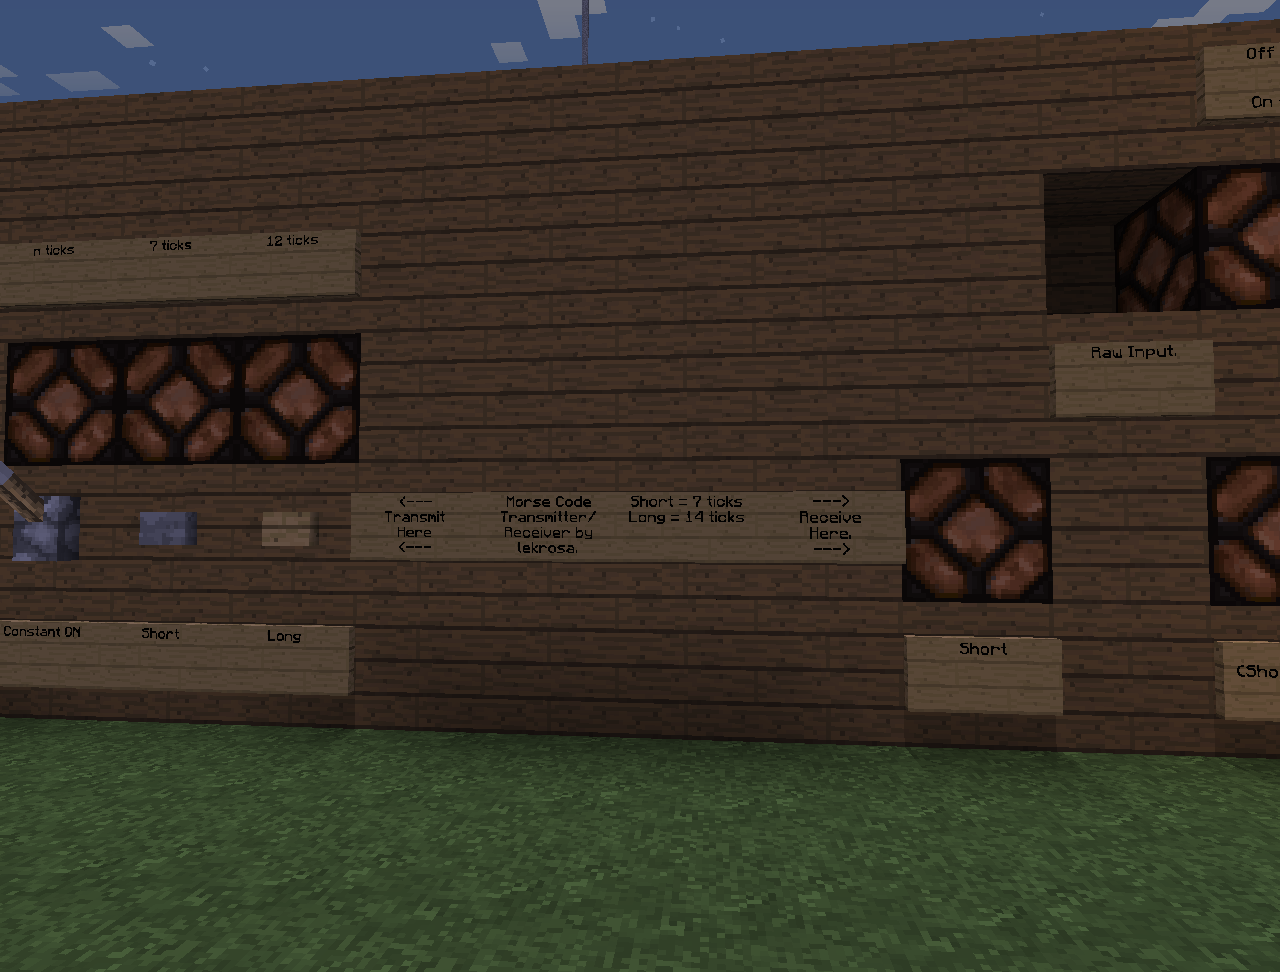 Off
On
n ticks
7 ticks
12 ticks
Raw Input.
<---
Transmit
Here
<---
Morse Code
Transmitter/
Receiver by
lekrosa.
Short = 7 ticks
Long = 14 ticks
--->
Receive
Here.
--->
Constant ON
Short
Long
Short
(Sho